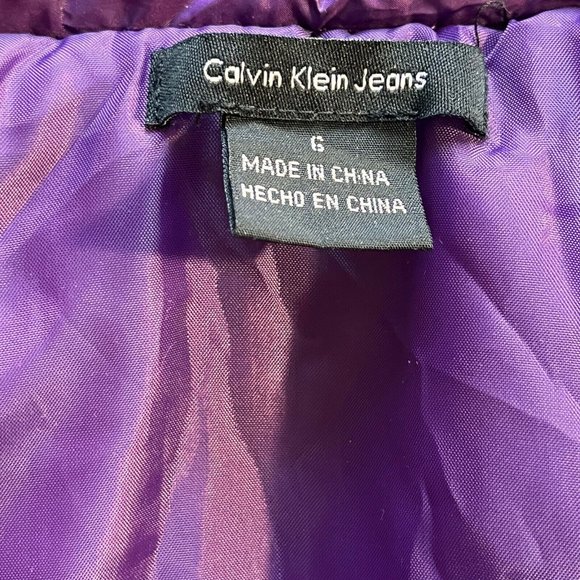 Calvin Klein Jeans
6
MADE IN CHINA
HECHO EN CHINA